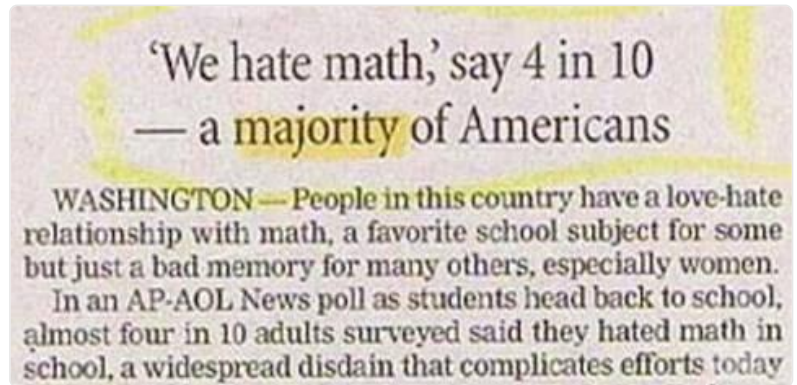 ‘We hate math,’ say 4 in 10
— a majority of Americans
WASHINGTON — People in this country have a love-hate
relationship with math, a favorite school subject for some
but just a bad memory for many others, especially women.
In an AP-AOL News poll as students head back to school,
almost four in 10 adults surveyed said they hated math in
school, a widespread disdain that complicates efforts today